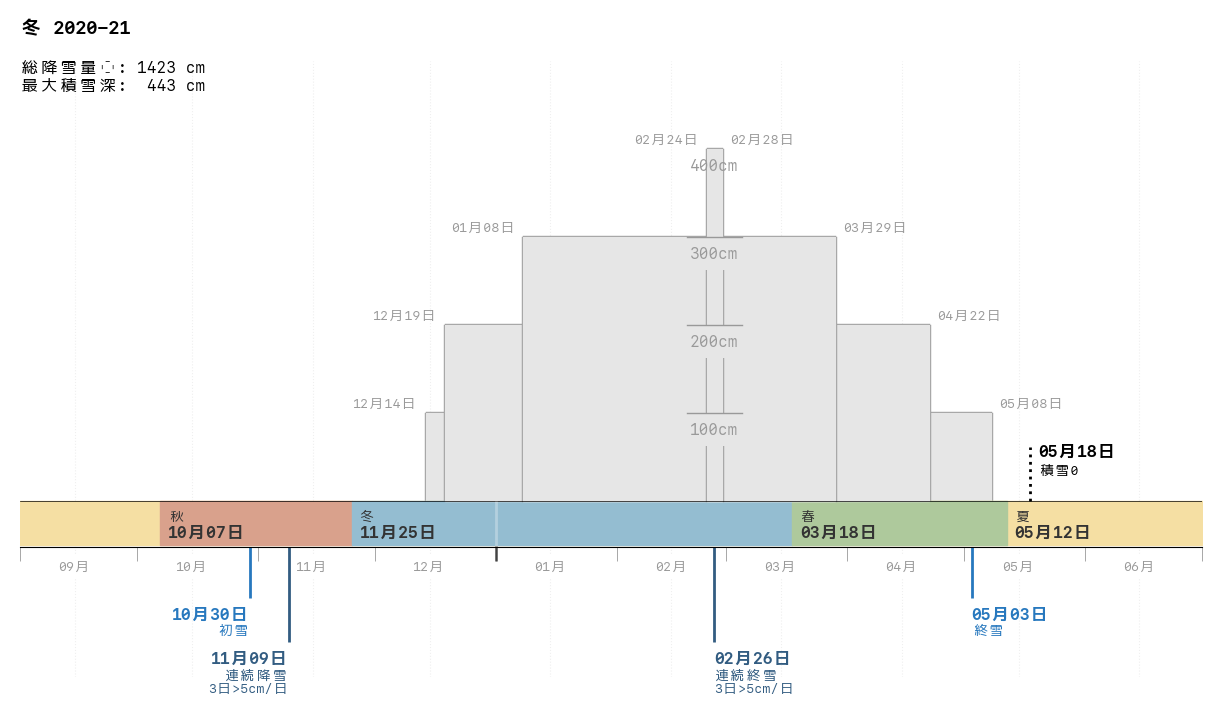 冬 2020−21
総降雪量◌: 1423 cm
最大積雪深: 443 cm
02月24日
02月28日
400cm
01月08日
03月29日
300cm
12月19日
04月22日
200cm
12月14日
05月08日
100cm
05月18日
積雪0
秋
10月07日
冬
11月25日
春
03月18日
夏
05月12日
09月
10月
11月
12月
01月
02月
03月
04月
05月
06月
10月30日
初雪
05月03日
終雪
11月09日
連続降雪
3日>5cm/日
02月26日
連続終雪
3日>5cm/日